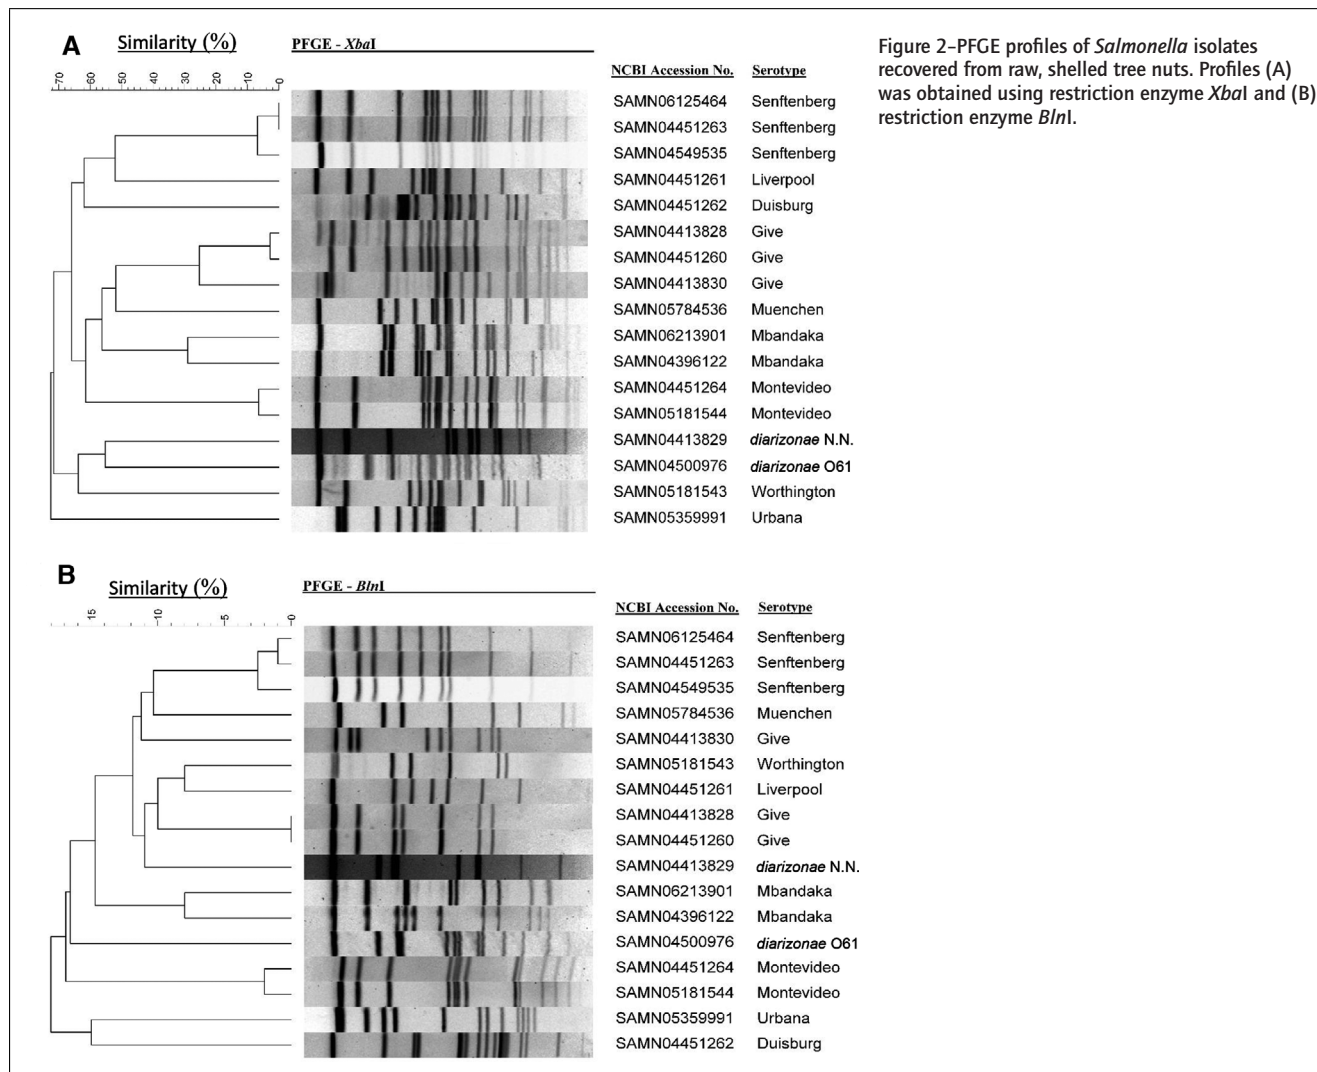 A
Similarity (%)
PFGE - XbaI
Figure 2–PFGE profiles of Salmonella isolates
recovered from raw, shelled tree nuts. Profiles (A)
was obtained using restriction enzyme XbaI and (B)
restriction enzyme BlnI.
-70 -60 -50 -40 -30 -20 -10 -0
NCBI Accession No. Serotype
SAMN06125464 Senftenberg
SAMN04451263 Senftenberg
SAMN04549535 Senftenberg
SAMN04451261 Liverpool
SAMN04451262 Duisburg
SAMN04413828 Give
SAMN04451260 Give
SAMN04413830 Give
SAMN05784536 Muenchen
SAMN06213901 Mbandaka
SAMN04396122 Mbandaka
SAMN04451264 Montevideo
SAMN05181544 Montevideo
SAMN04413829 diarizonae N.N.
SAMN04500976 diarizonae O61
SAMN05181543 Worthington
SAMN05359991 Urbana
B
Similarity (%)
PFGE - BlnI
-15 -10 -5 -0
NCBI Accession No. Serotype
SAMN06125464 Senftenberg
SAMN04451263 Senftenberg
SAMN04549535 Senftenberg
SAMN05784536 Muenchen
SAMN04413830 Give
SAMN05181543 Worthington
SAMN04451261 Liverpool
SAMN04413828 Give
SAMN04451260 Give
SAMN04413829 diarizonae N.N.
SAMN06213901 Mbandaka
SAMN04396122 Mbandaka
SAMN04500976 diarizonae O61
SAMN04451264 Montevideo
SAMN05181544 Montevideo
SAMN05359991 Urbana
SAMN04451262 Duisburg